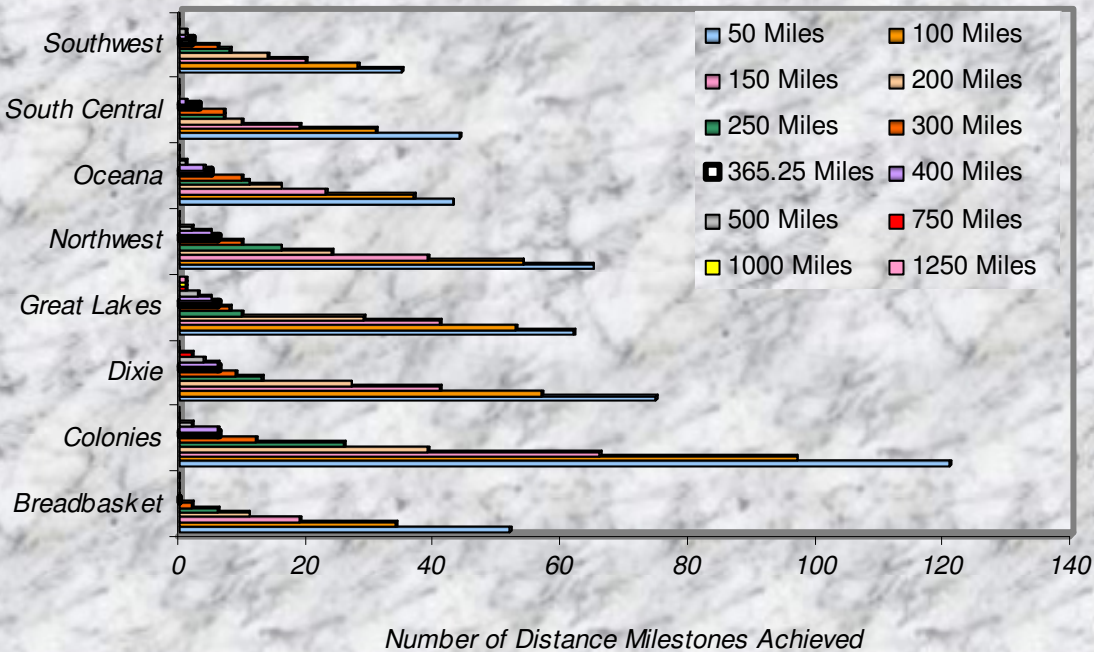 Southwest
South Central
Oceana
Northwest
Great Lakes
Dixie
Colonies
Breadbasket
50 Miles 100 Miles
150 Miles 200 Miles
250 Miles 300 Miles
365.25 Miles 400 Miles
500 Miles 750 Miles
1000 Miles 1250 Miles
0 20 40 60 80 100 120 140
Number of Distance Milestones Achieved